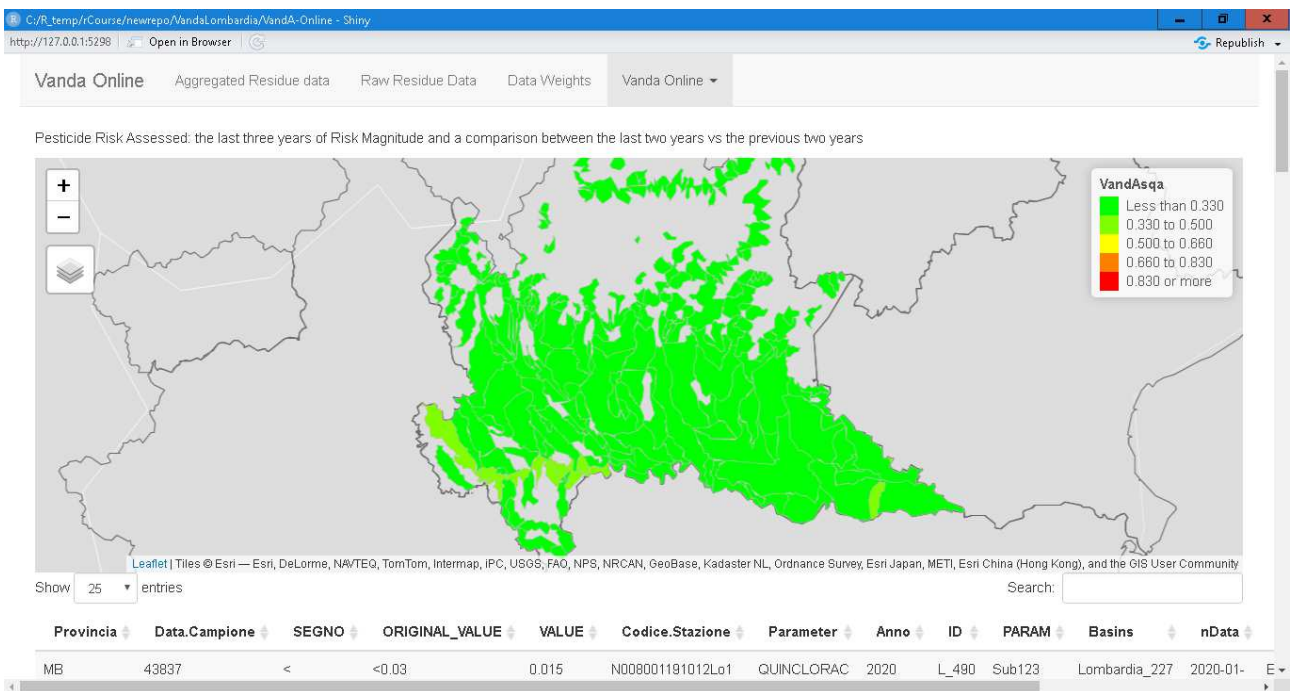 C:/R_temp/rCourse/newrepo/VandaLombardia/VandA-Online - Shiny
http://127.0.0.1:5298 Open in Browser Republish
Vanda Online Aggregated Residue data Raw Residue Data Data Weights Vanda Online
Pesticide Risk Assessed: the last three years of Risk Magnitude and a comparison between the last two years vs the previous two years
+
−
VandAsqa
Less than 0.330
0.330 to 0.500
0.500 to 0.660
0.660 to 0.830
0.830 or more
Leaflet | Tiles © Esri — Esri, DeLorme, NAVTEQ, TomTom, Intermap, iPC, USGS, FAO, NPS, NRCAN, GeoBase, Kadaster NL, Ordnance Survey, Esri Japan, METI, Esri China (Hong Kong), and the GIS User Community
Show 25 entries Search:
Provincia Data.Campione SEGNO ORIGINAL_VALUE VALUE Codice.Stazione Parameter Anno ID PARAM Basins nData
MB 43837 < <0.03 0.015 N008001191012Lo1 QUINCLORAC 2020 L_490 Sub123 Lombardia_227 2020-01- E